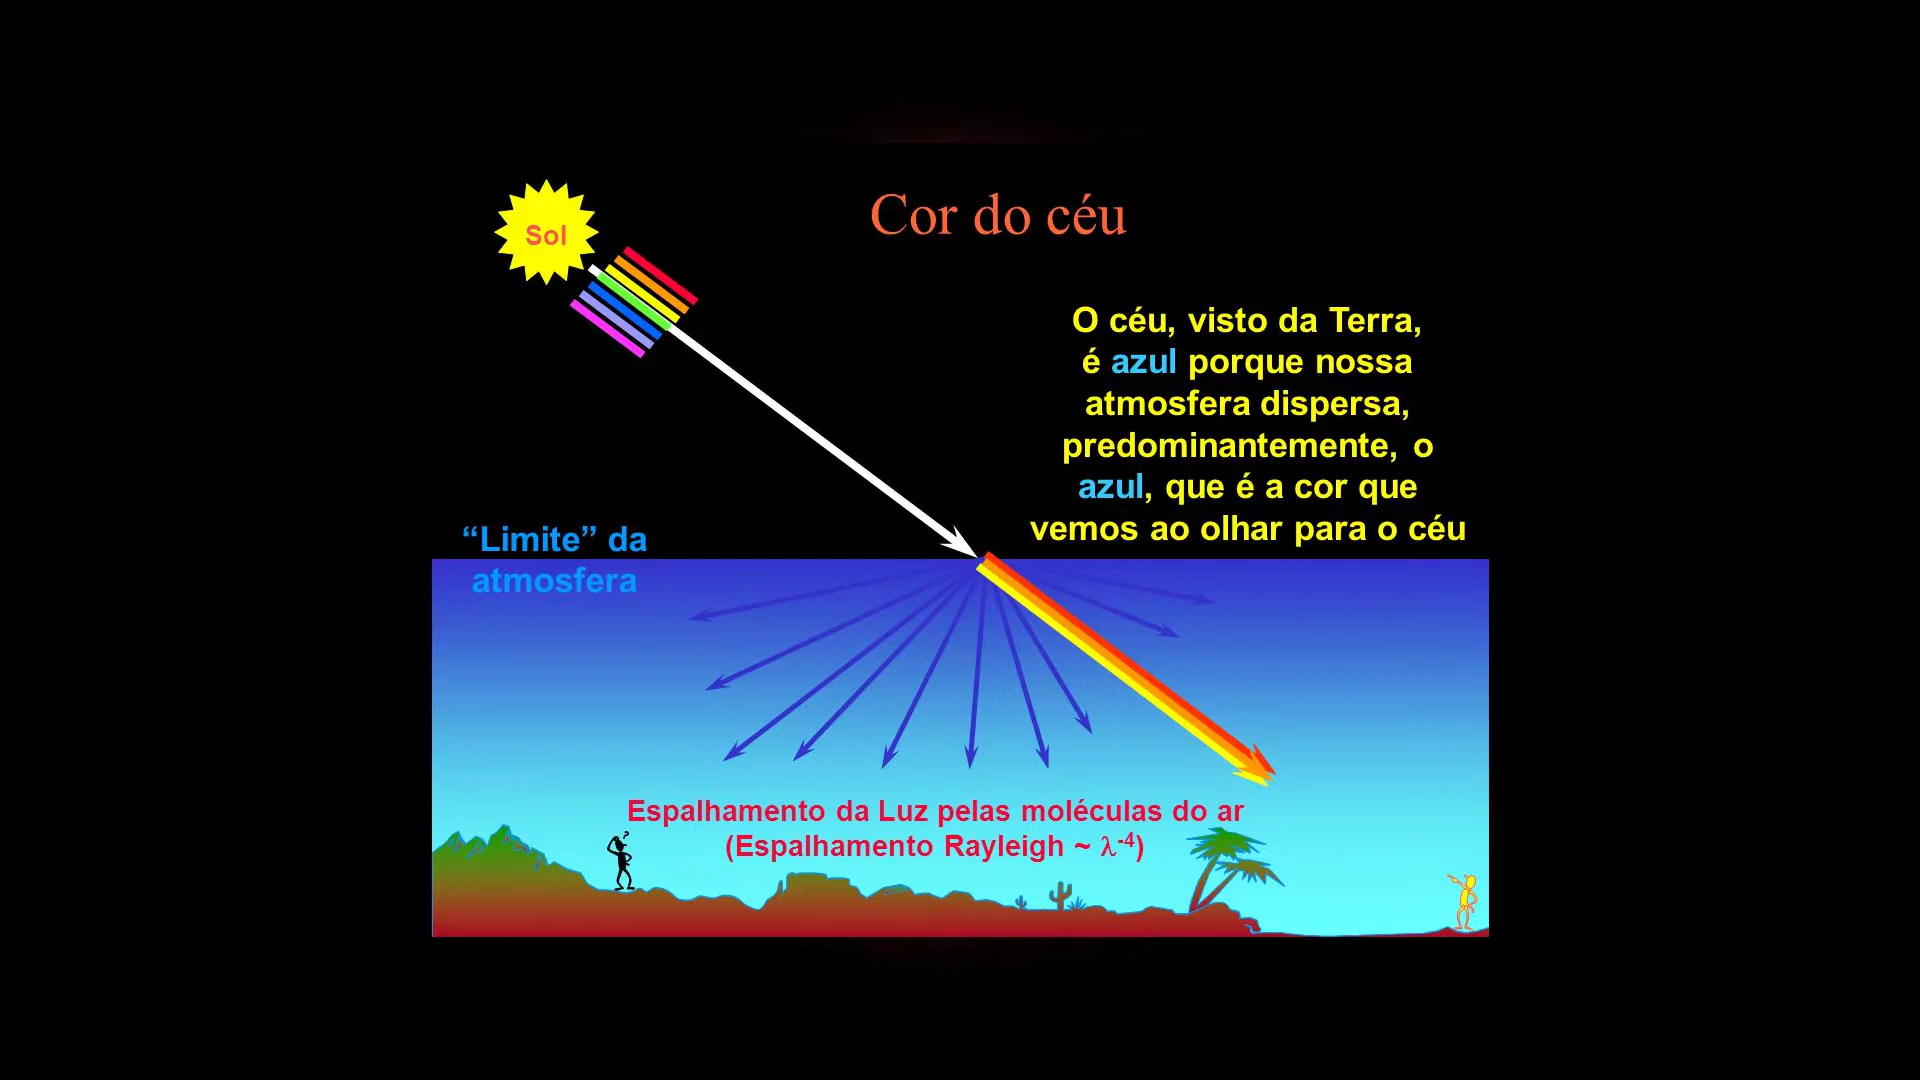 Cor do céu
Sol
O céu, visto da Terra,
é azul porque nossa
atmosfera dispersa,
predominantemente, o
azul, que é a cor que
vemos ao olhar para o céu
“Limite” da
atmosfera
Espalhamento da Luz pelas moléculas do ar
(Espalhamento Rayleigh ~ λ⁻⁴)
?